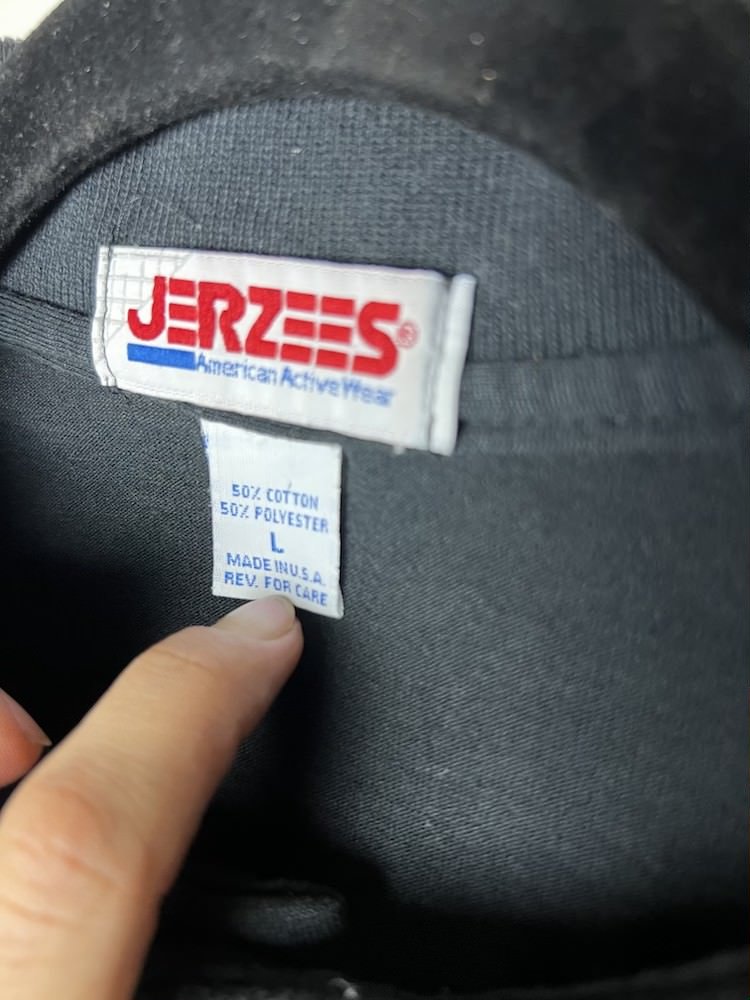 JERZEES®
American ActiveWear
50% COTTON
50% POLYESTER
L
MADE IN U.S.A.
REV. FOR CARE